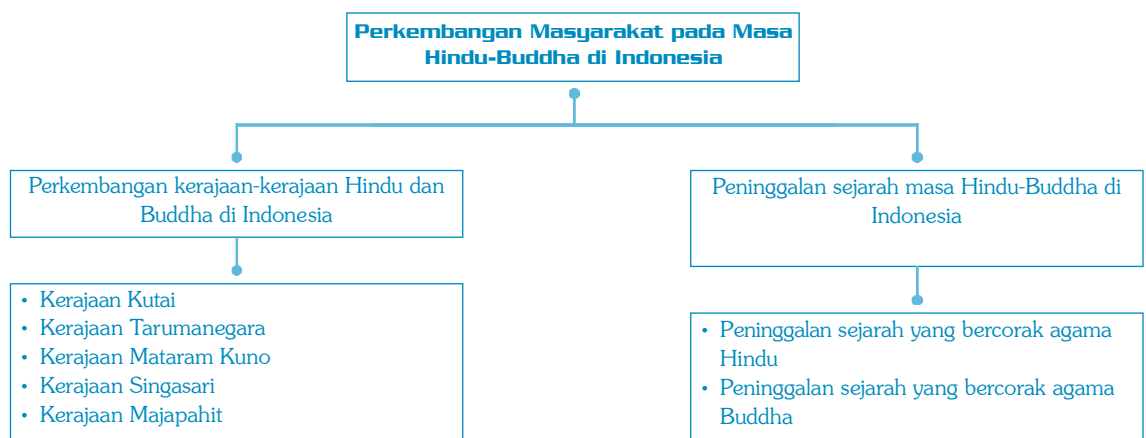 Perkembangan Masyarakat pada Masa
Hindu-Buddha di Indonesia
Perkembangan kerajaan-kerajaan Hindu dan
Buddha di Indonesia
• Kerajaan Kutai
• Kerajaan Tarumanegara
• Kerajaan Mataram Kuno
• Kerajaan Singasari
• Kerajaan Majapahit
Peninggalan sejarah masa Hindu-Buddha di
Indonesia
• Peninggalan sejarah yang bercorak agama
Hindu
• Peninggalan sejarah yang bercorak agama
Buddha